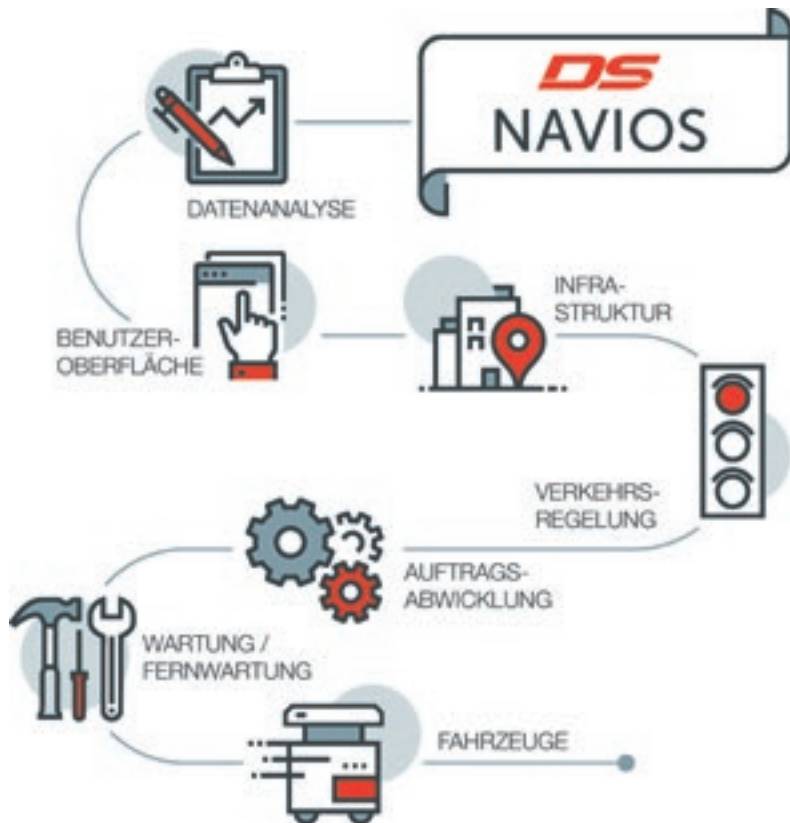 DS
NAVIOS
DATENANALYSE
BENUTZER-
OBERFLÄCHE
INFRA-
STRUKTUR
VERKEHRS-
REGELUNG
AUFTRAGS-
ABWICKLUNG
WARTUNG /
FERNWARTUNG
FAHRZEUGE